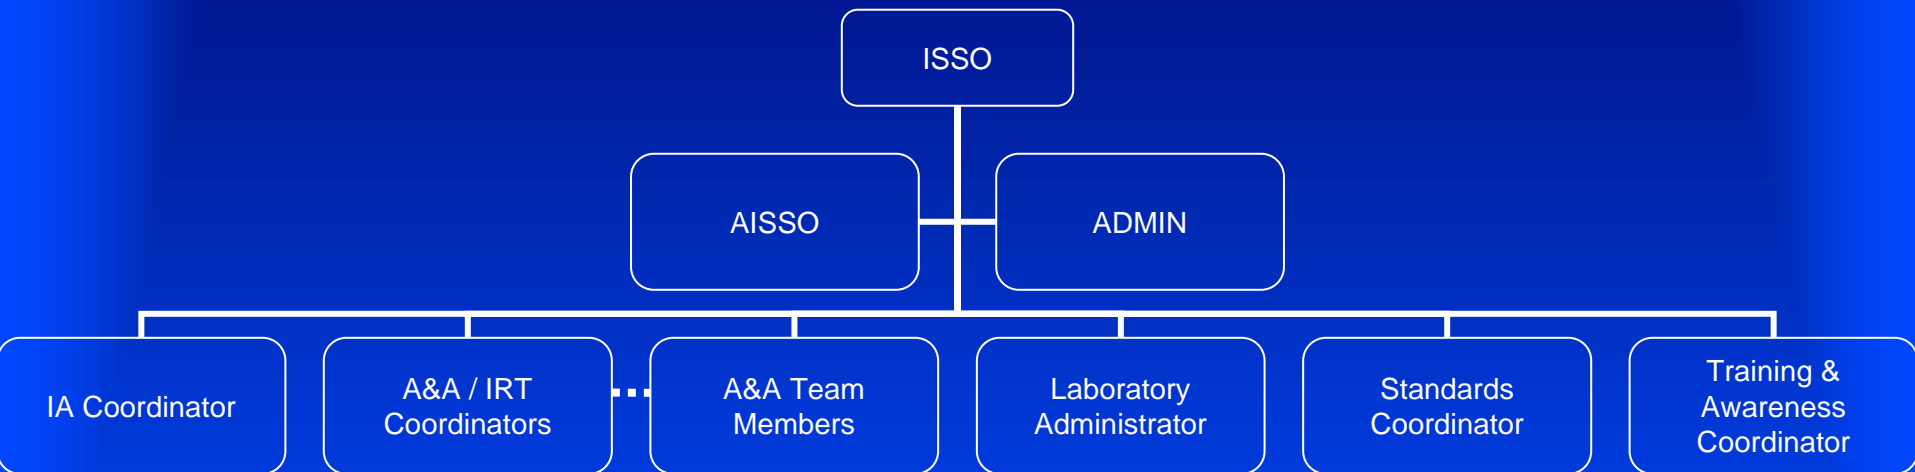 ISSO
AISSO
ADMIN
IA Coordinator
A&A / IRT
Coordinators
A&A Team
Members
Laboratory
Administrator
Standards
Coordinator
Training &
Awareness
Coordinator